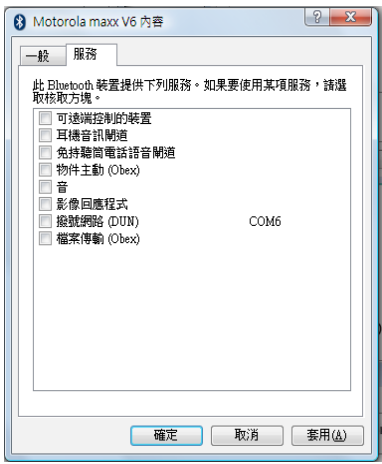 Motorola maxx V6 內容
一般
服務
此 Bluetooth 裝置提供下列服務。如果要使用某項服務，請選
取核取方塊。
可遠端控制的裝置
耳機音訊閘道
免持聽筒電話語音閘道
物件主動 (Obex)
音
影像回應程式
撥號網路 (DUN) COM6
檔案傳輸 (Obex)
確定 取消 套用(A)